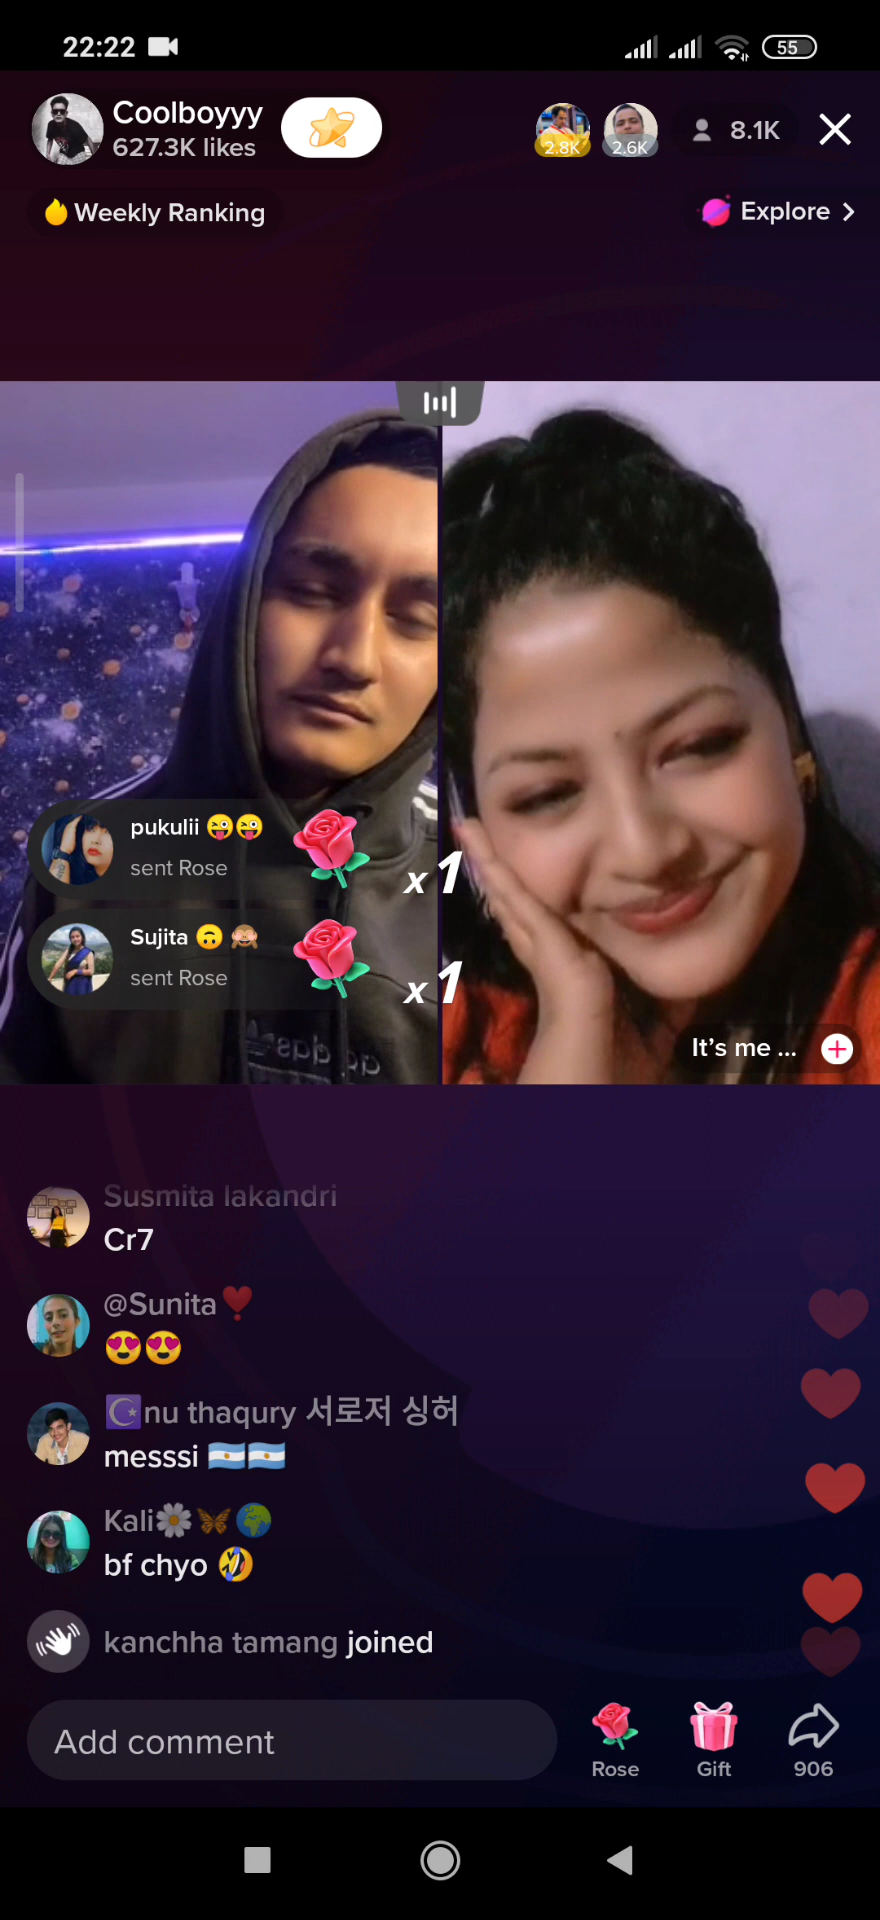 22:22
55
Coolboyyy
627.3K likes
2.8K
2.6K
8.1K
Weekly Ranking
Explore
pukulii 😜😜
sent Rose
x1
Sujita 🙃 🙈
sent Rose
x1
adidas
It's me ...
Susmita lakandri
Cr7
@Sunita❣️
😍😍
☪️nu thaqury 서로저 싱허
messsi 🇦🇷🇦🇷
Kali🌼🦋🌍
bf chyo 🤣
kanchha tamang joined
Add comment
Rose
Gift
906